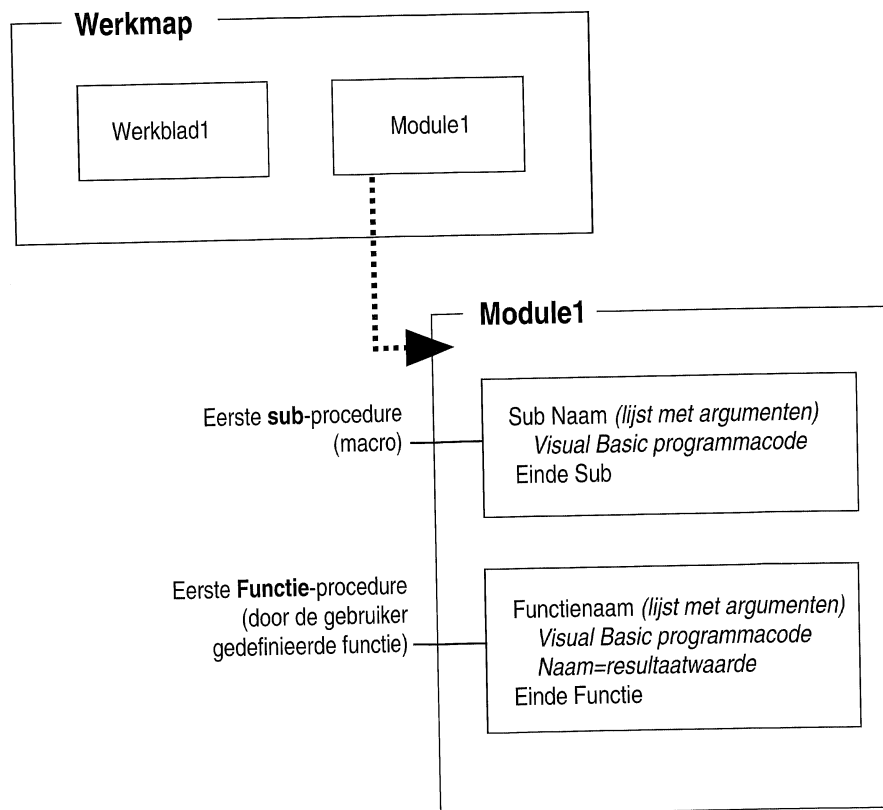 Werkmap
Werkblad1
Module1
Module1
Eerste sub-procedure
(macro)
Sub Naam (lijst met argumenten)
Visual Basic programmacode
Einde Sub
Eerste Functie-procedure
(door de gebruiker
gedefinieerde functie)
Functienaam (lijst met argumenten)
Visual Basic programmacode
Naam=resultaatwaarde
Einde Functie